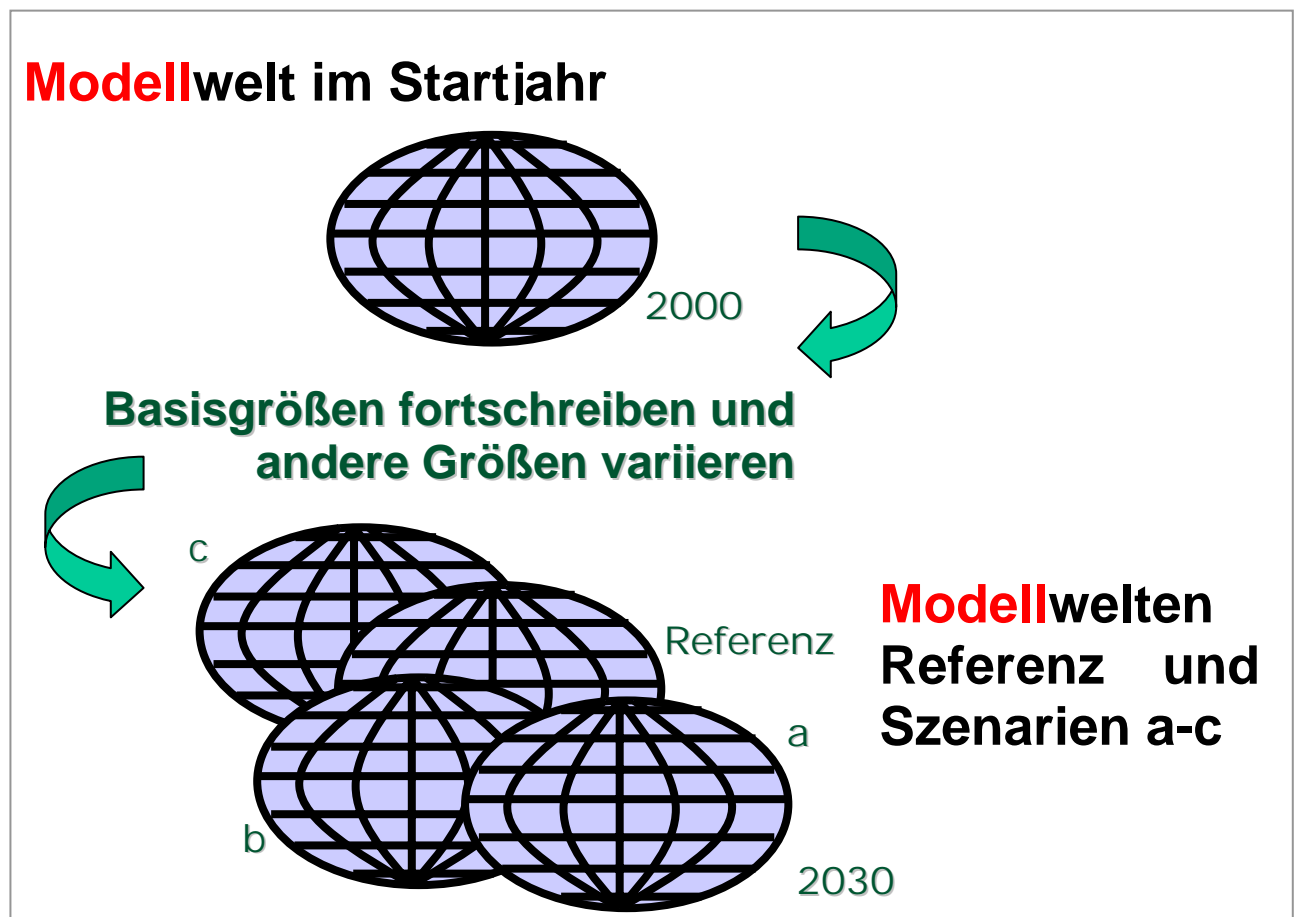 Modellwelt im Startjahr
2000
Basisgrößen fortschreiben und
andere Größen variieren
c
Referenz
a
b
2030
Modellwelten
Referenz und
Szenarien a-c